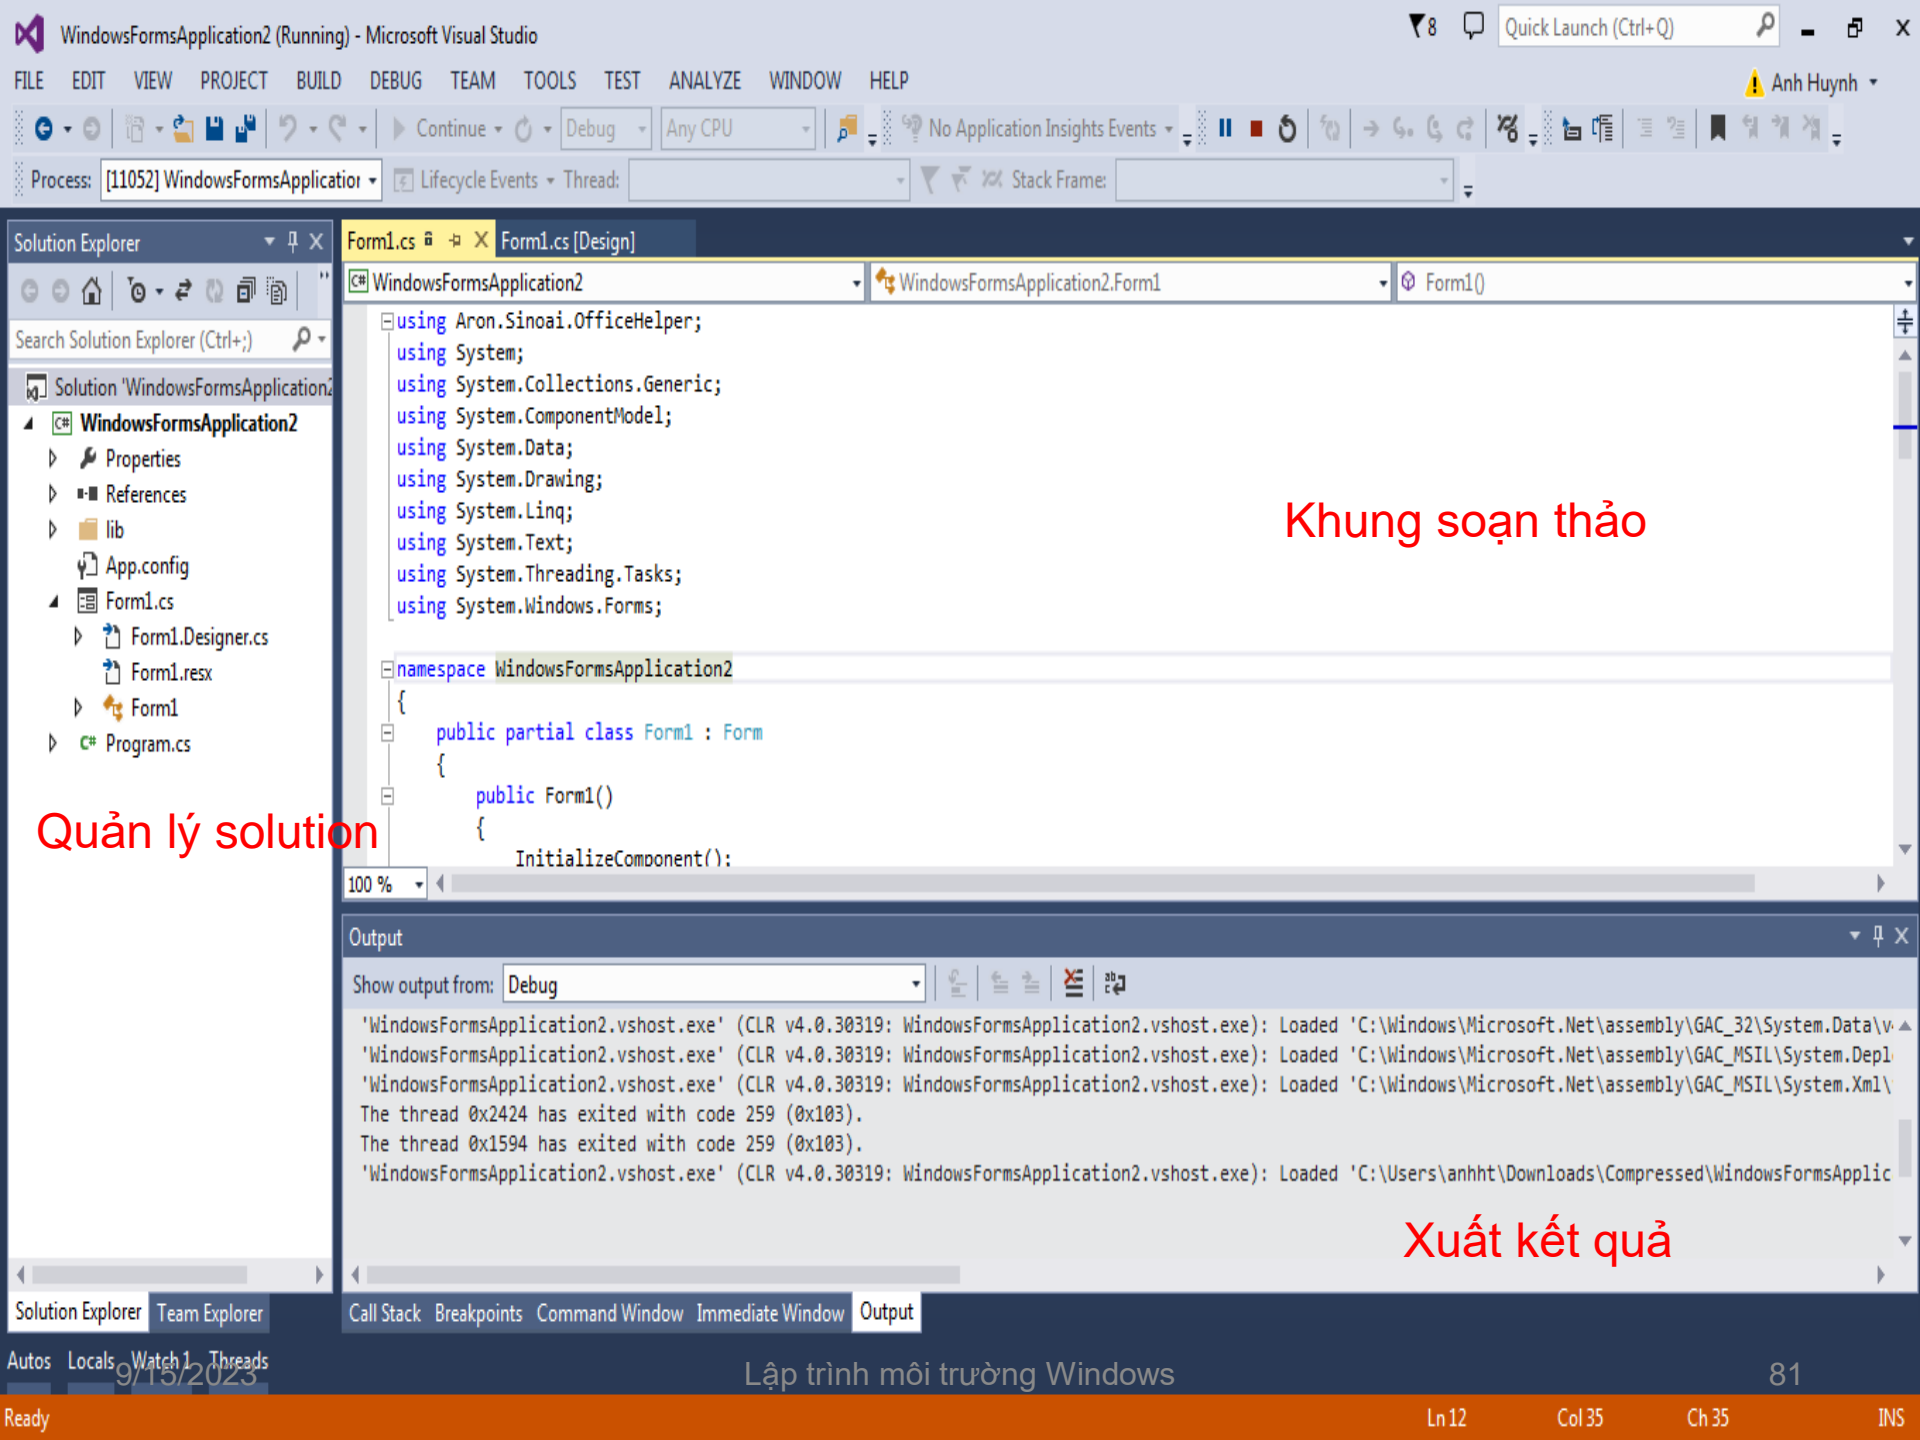 WindowsFormsApplication2 (Running) - Microsoft Visual Studio
8
Quick Launch (Ctrl+Q)
FILE EDIT VIEW PROJECT BUILD DEBUG TEAM TOOLS TEST ANALYZE WINDOW HELP
Anh Huynh
Continue Debug Any CPU No Application Insights Events
Process: [11052] WindowsFormsApplication Lifecycle Events Thread: Stack Frame:
Solution Explorer
Search Solution Explorer (Ctrl+;)
Solution 'WindowsFormsApplication2
WindowsFormsApplication2
Properties
References
lib
App.config
Form1.cs
Form1.Designer.cs
Form1.resx
Form1
Program.cs
Quản lý solution
Solution Explorer Team Explorer
Form1.cs Form1.cs [Design]
WindowsFormsApplication2 WindowsFormsApplication2.Form1 Form1()
using Aron.Sinoai.OfficeHelper;
using System;
using System.Collections.Generic;
using System.ComponentModel;
using System.Data;
using System.Drawing;
using System.Linq;
using System.Text;
using System.Threading.Tasks;
using System.Windows.Forms;
namespace WindowsFormsApplication2
{
public partial class Form1 : Form
{
public Form1()
{
InitializeComponent();
Khung soạn thảo
100 %
Output
Show output from: Debug
'WindowsFormsApplication2.vshost.exe' (CLR v4.0.30319: WindowsFormsApplication2.vshost.exe): Loaded 'C:\Windows\Microsoft.Net\assembly\GAC_32\System.Data\v
'WindowsFormsApplication2.vshost.exe' (CLR v4.0.30319: WindowsFormsApplication2.vshost.exe): Loaded 'C:\Windows\Microsoft.Net\assembly\GAC_MSIL\System.Depl
'WindowsFormsApplication2.vshost.exe' (CLR v4.0.30319: WindowsFormsApplication2.vshost.exe): Loaded 'C:\Windows\Microsoft.Net\assembly\GAC_MSIL\System.Xml\
The thread 0x2424 has exited with code 259 (0x103).
The thread 0x1594 has exited with code 259 (0x103).
'WindowsFormsApplication2.vshost.exe' (CLR v4.0.30319: WindowsFormsApplication2.vshost.exe): Loaded 'C:\Users\anhht\Downloads\Compressed\WindowsFormsApplic
Xuất kết quả
Call Stack Breakpoints Command Window Immediate Window Output
Autos Locals Watch 1 Threads
9/15/2023 Lập trình môi trường Windows 81
Ready Ln 12 Col 35 Ch 35 INS